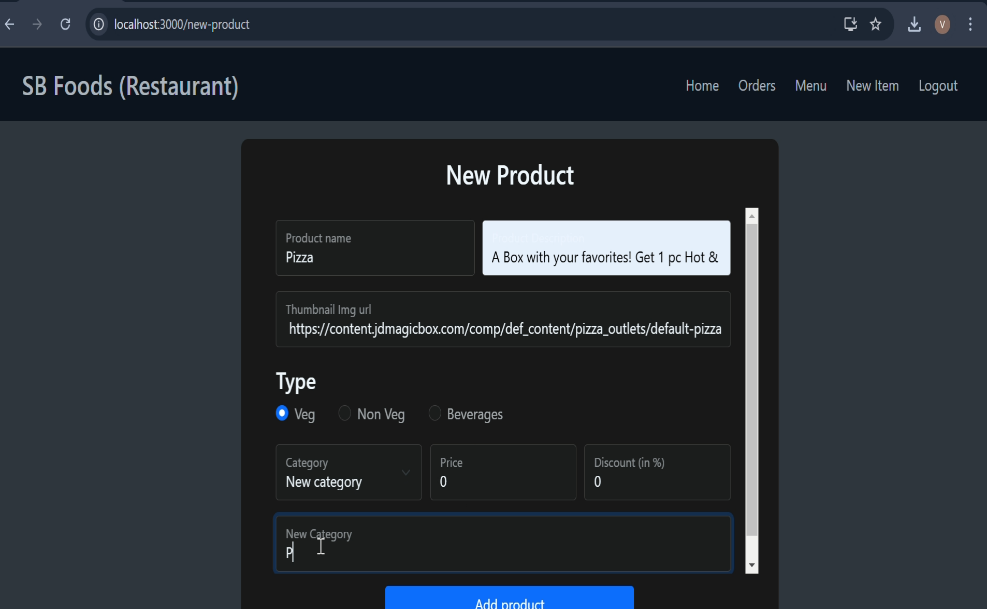 localhost:3000/new-product
V
SB Foods (Restaurant)
Home Orders Menu New Item Logout
New Product
Product name
Pizza
A Box with your favorites! Get 1 pc Hot &
Thumbnail Img url
https://content.jdmagicbox.com/comp/def_content/pizza_outlets/default-pizza
Type
Veg Non Veg Beverages
Category Price Discount (in %)
New category 0 0
New Category
P
Add product